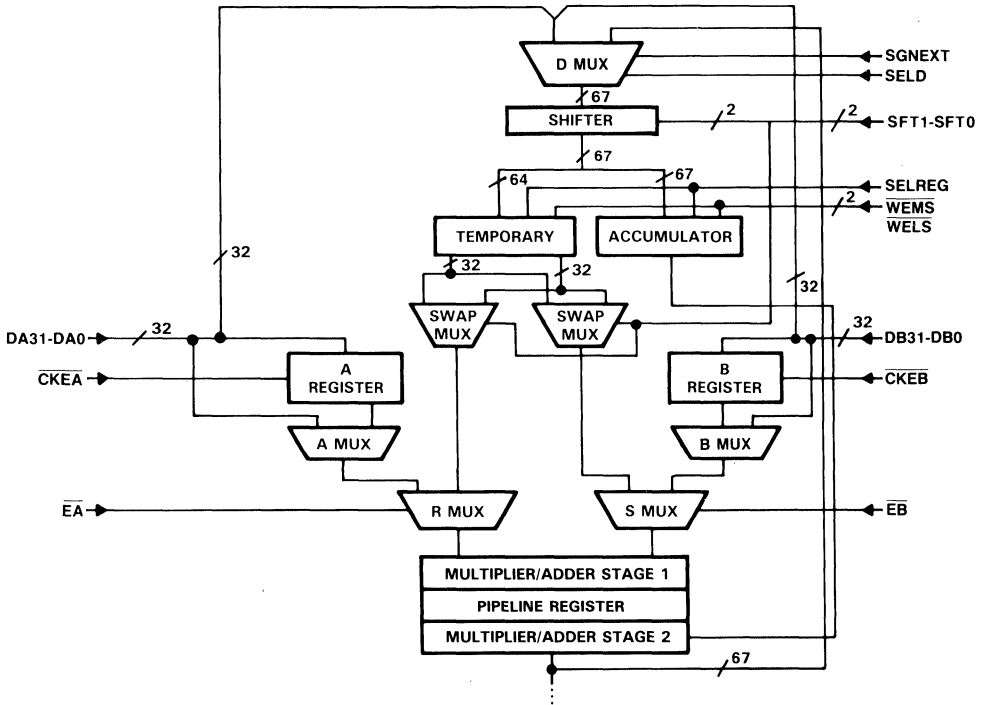 D MUX
SGNEXT
SELD
67
SHIFTER
2
2
SFT1-SFT0
67
64
67
SELREG
2
WEMS
WELS
TEMPORARY
ACCUMULATOR
32
32
32
32
SWAP
MUX
SWAP
MUX
DA31-DA0
32
32
DB31-DB0
CKEA
A
REGISTER
B
REGISTER
CKEB
A MUX
B MUX
EA
R MUX
S MUX
EB
MULTIPLIER/ADDER STAGE 1
PIPELINE REGISTER
MULTIPLIER/ADDER STAGE 2
67